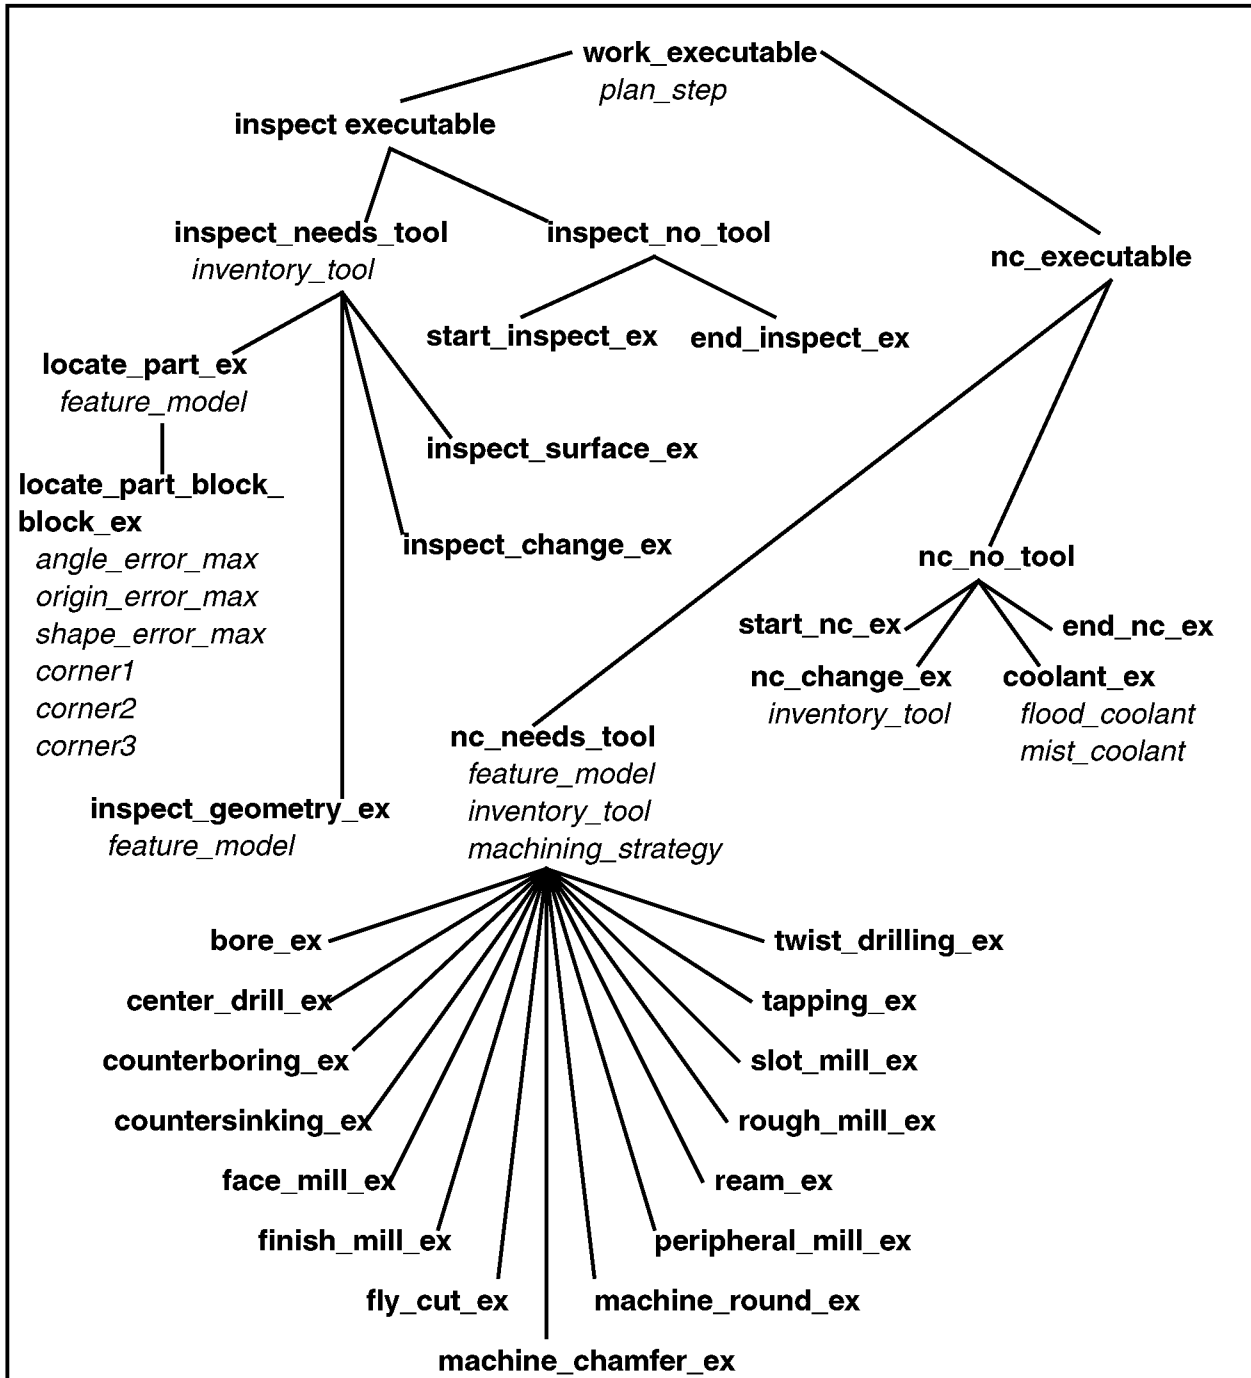 work_executable
plan_step
inspect executable
inspect_needs_tool
inventory_tool
inspect_no_tool
nc_executable
start_inspect_ex
end_inspect_ex
locate_part_ex
feature_model
inspect_surface_ex
locate_part_block_
block_ex
angle_error_max
origin_error_max
shape_error_max
corner1
corner2
corner3
inspect_change_ex
nc_no_tool
start_nc_ex
end_nc_ex
nc_change_ex
inventory_tool
coolant_ex
flood_coolant
mist_coolant
nc_needs_tool
feature_model
inventory_tool
machining_strategy
inspect_geometry_ex
feature_model
bore_ex
twist_drilling_ex
center_drill_ex
tapping_ex
counterboring_ex
slot_mill_ex
countersinking_ex
rough_mill_ex
face_mill_ex
ream_ex
finish_mill_ex
peripheral_mill_ex
fly_cut_ex
machine_round_ex
machine_chamfer_ex